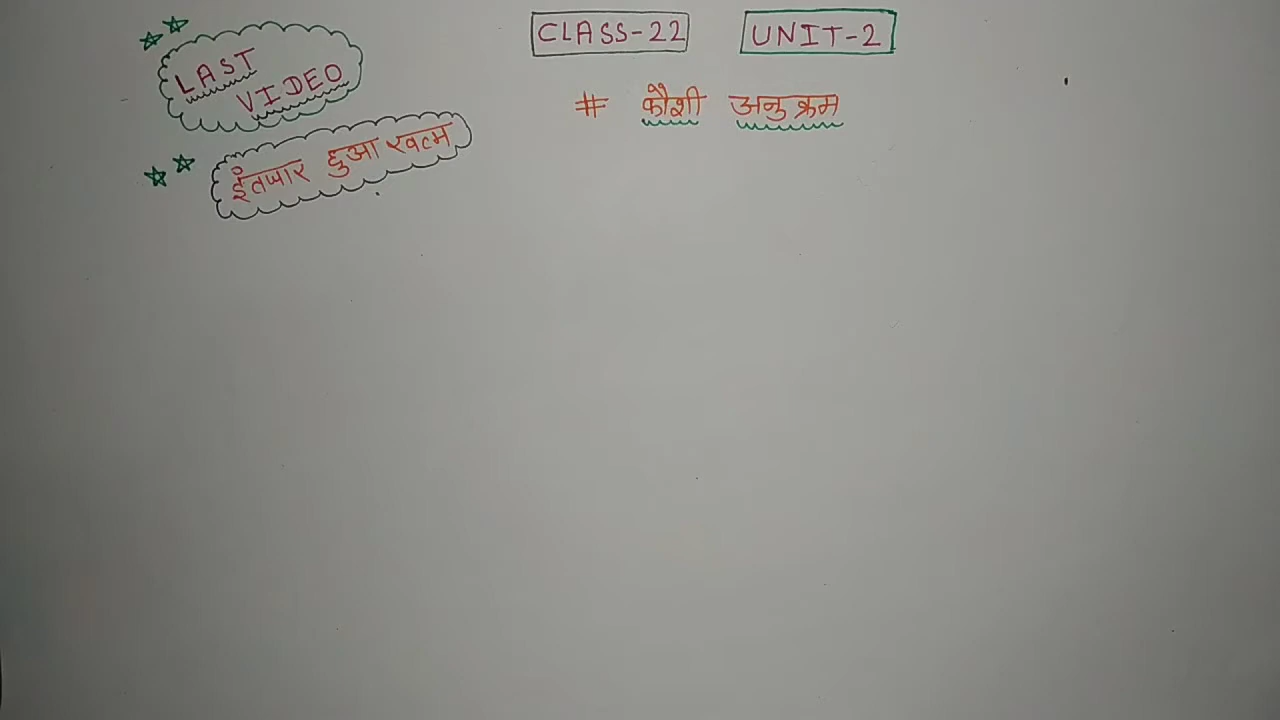 LAST
VIDEO
इंतजार हुआ खत्म
CLASS-22
UNIT-2
# कौशी अनुक्रम